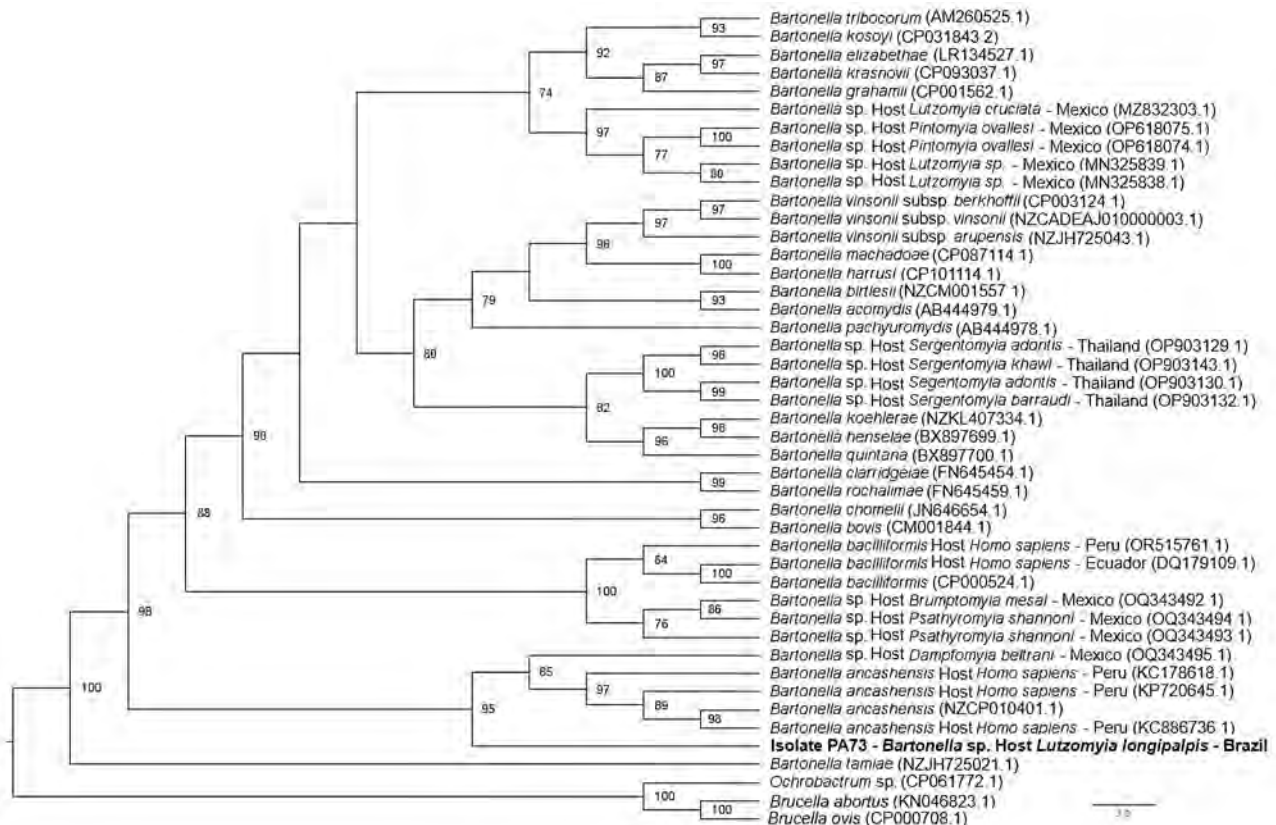 Bartonella tribocorum (AM260525.1)
93
Bartonella kosoyi (CP031843.2)
92
Bartonella elizabethae (LR134527.1)
97
Bartonella krasnovii (CP093037.1)
87
Bartonella grahamii (CP001562.1)
74
Bartonella sp. Host Lutzomyia cruciata - Mexico (MZ832303.1)
97
Bartonella sp. Host Pintomyia ovallesi - Mexico (OP618075.1)
100
Bartonella sp. Host Pintomyia ovallesi - Mexico (OP618074.1)
77
Bartonella sp. Host Lutzomyia sp. - Mexico (MN325839.1)
80
Bartonella sp. Host Lutzomyia sp. - Mexico (MN325838.1)
Bartonella vinsonii subsp. berkhoffii (CP003124.1)
97
Bartonella vinsonii subsp. vinsonii (NZCADEAJ010000003.1)
97
Bartonella vinsonii subsp. arupensis (NZJH725043.1)
98
Bartonella machadoae (CP087114.1)
100
Bartonella harrusi (CP101114.1)
79
Bartonella birtlesii (NZCM001557.1)
93
Bartonella acomydis (AB444979.1)
Bartonella pachyuromydis (AB444978.1)
80
Bartonella sp. Host Sergentomyia adontis - Thailand (OP903129.1)
98
Bartonella sp. Host Sergentomyia khawi - Thailand (OP903143.1)
100
Bartonella sp. Host Segentomyia adontis - Thailand (OP903130.1)
99
Bartonella sp. Host Sergentomyia barraudi - Thailand (OP903132.1)
82
Bartonella koehlerae (NZKL407334.1)
98
Bartonella henselae (BX897699.1)
96
Bartonella quintana (BX897700.1)
98
Bartonella clarridgeiae (FN645454.1)
99
Bartonella rochalimae (FN645459.1)
Bartonella chomelii (JN646654.1)
96
Bartonella bovis (CM001844.1)
88
Bartonella bacilliformis Host Homo sapiens - Peru (OR515761.1)
64
Bartonella bacilliformis Host Homo sapiens - Ecuador (DQ179109.1)
100
Bartonella bacilliformis (CP000524.1)
100
Bartonella sp. Host Brumptomyia mesai - Mexico (OQ343492.1)
86
Bartonella sp. Host Psathyromyia shannoni - Mexico (OQ343494.1)
76
Bartonella sp. Host Psathyromyia shannoni - Mexico (OQ343493.1)
98
Bartonella sp. Host Dampfomyia beltrani - Mexico (OQ343495.1)
85
Bartonella ancashensis Host Homo sapiens - Peru (KC178618.1)
97
Bartonella ancashensis Host Homo sapiens - Peru (KP720645.1)
89
Bartonella ancashensis (NZCP010401.1)
98
Bartonella ancashensis Host Homo sapiens - Peru (KC886736.1)
95
100
Isolate PA73 - Bartonella sp. Host Lutzomyia longipalpis - Brazil
Bartonella tamiae (NZJH725021.1)
Ochrobactrum sp. (CP061772.1)
100
Brucella abortus (KN046823.1)
100
Brucella ovis (CP000708.1)